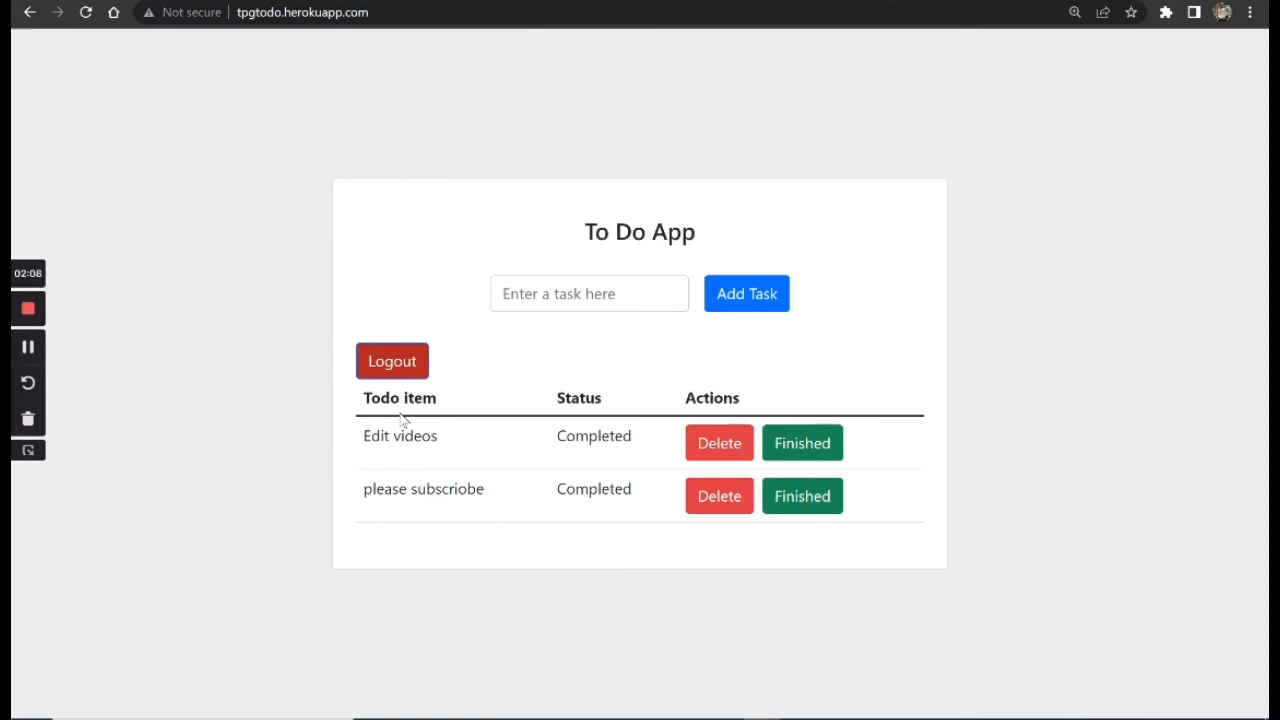 Not secure tpgtodo.herokuapp.com
To Do App
Enter a task here Add Task
02:08
Logout
Todo item Status Actions
Edit videos Completed Delete Finished
please subscriobe Completed Delete Finished